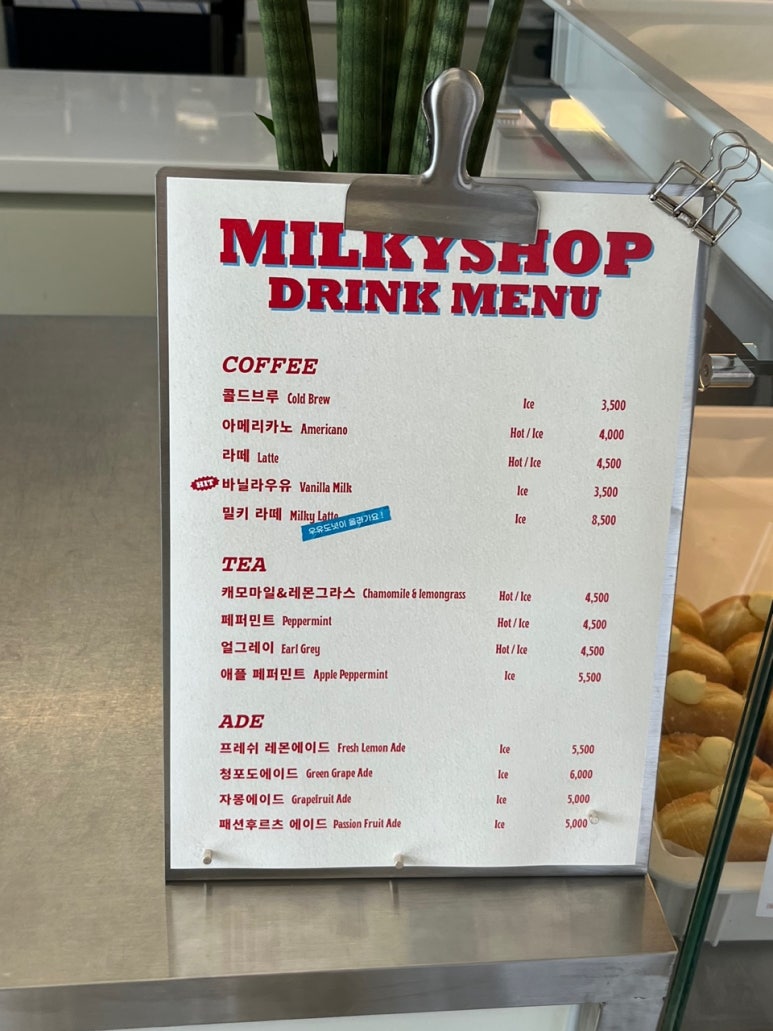 MILKYSHOP
DRINK MENU
COFFEE
콜드브루 Cold Brew Ice 3,500
아메리카노 Americano Hot / Ice 4,000
라떼 Latte Hot / Ice 4,500
HIT 바닐라우유 Vanilla Milk Ice 3,500
밀키 라떼 Milky Latte Ice 8,500
우유도넛이 올라가요!
TEA
캐모마일&레몬그라스 Chamomile & lemongrass Hot / Ice 4,500
페퍼민트 Peppermint Hot / Ice 4,500
얼그레이 Earl Grey Hot / Ice 4,500
애플 페퍼민트 Apple Peppermint Ice 5,500
ADE
프레쉬 레몬에이드 Fresh Lemon Ade Ice 5,500
청포도에이드 Green Grape Ade Ice 6,000
자몽에이드 Grapefruit Ade Ice 5,000
패션후르츠 에이드 Passion Fruit Ade Ice 5,000